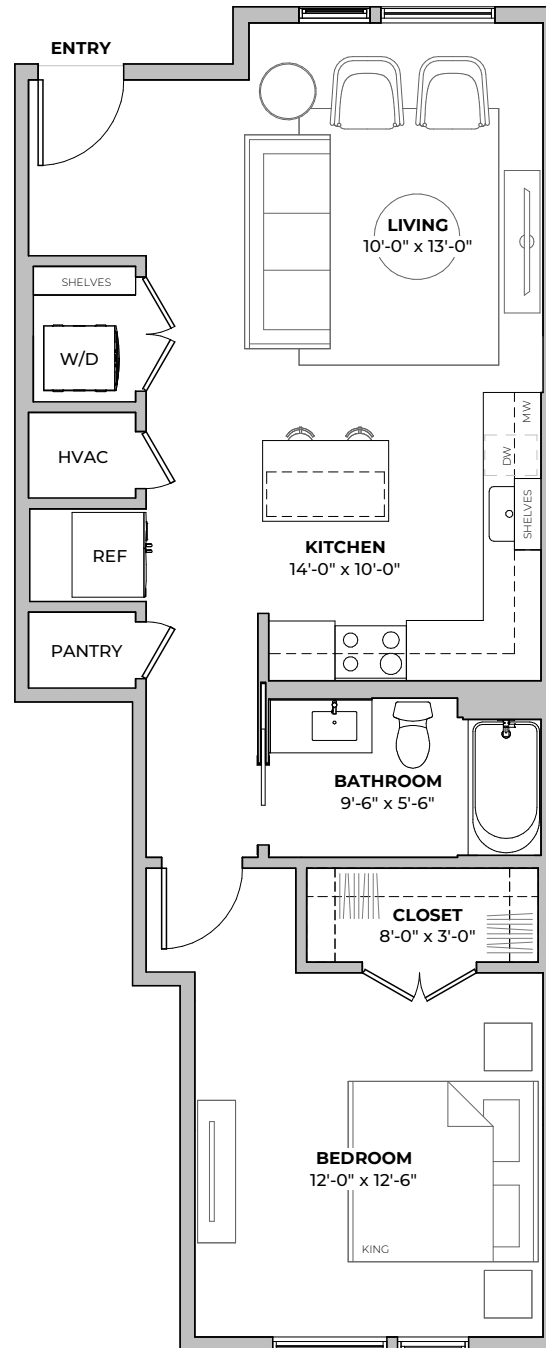 ENTRY
LIVING
10'-0" x 13'-0"
SHELVES
W/D
MW
DW
SHELVES
HVAC
REF
KITCHEN
14'-0" x 10'-0"
PANTRY
BATHROOM
9'-6" x 5'-6"
CLOSET
8'-0" x 3'-0"
BEDROOM
12'-0" x 12'-6"
KING